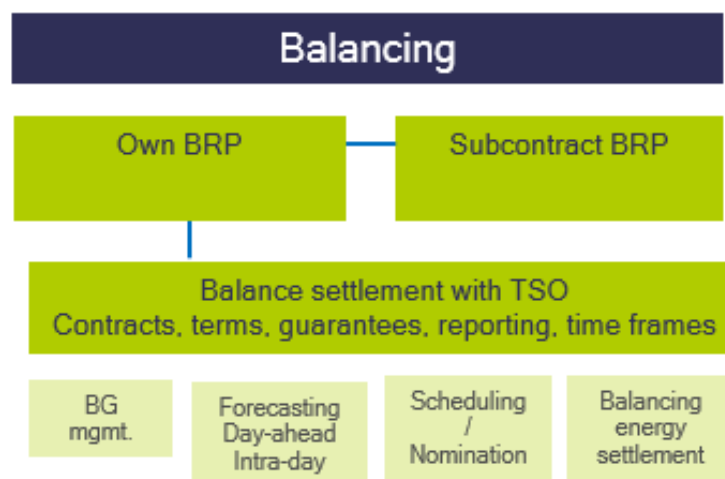 Balancing
Own BRP
Subcontract BRP
Balance settlement with TSO
Contracts, terms, guarantees, reporting, time frames
BG
mgmt.
Forecasting
Day-ahead
Intra-day
Scheduling
/
Nomination
Balancing
energy
settlement